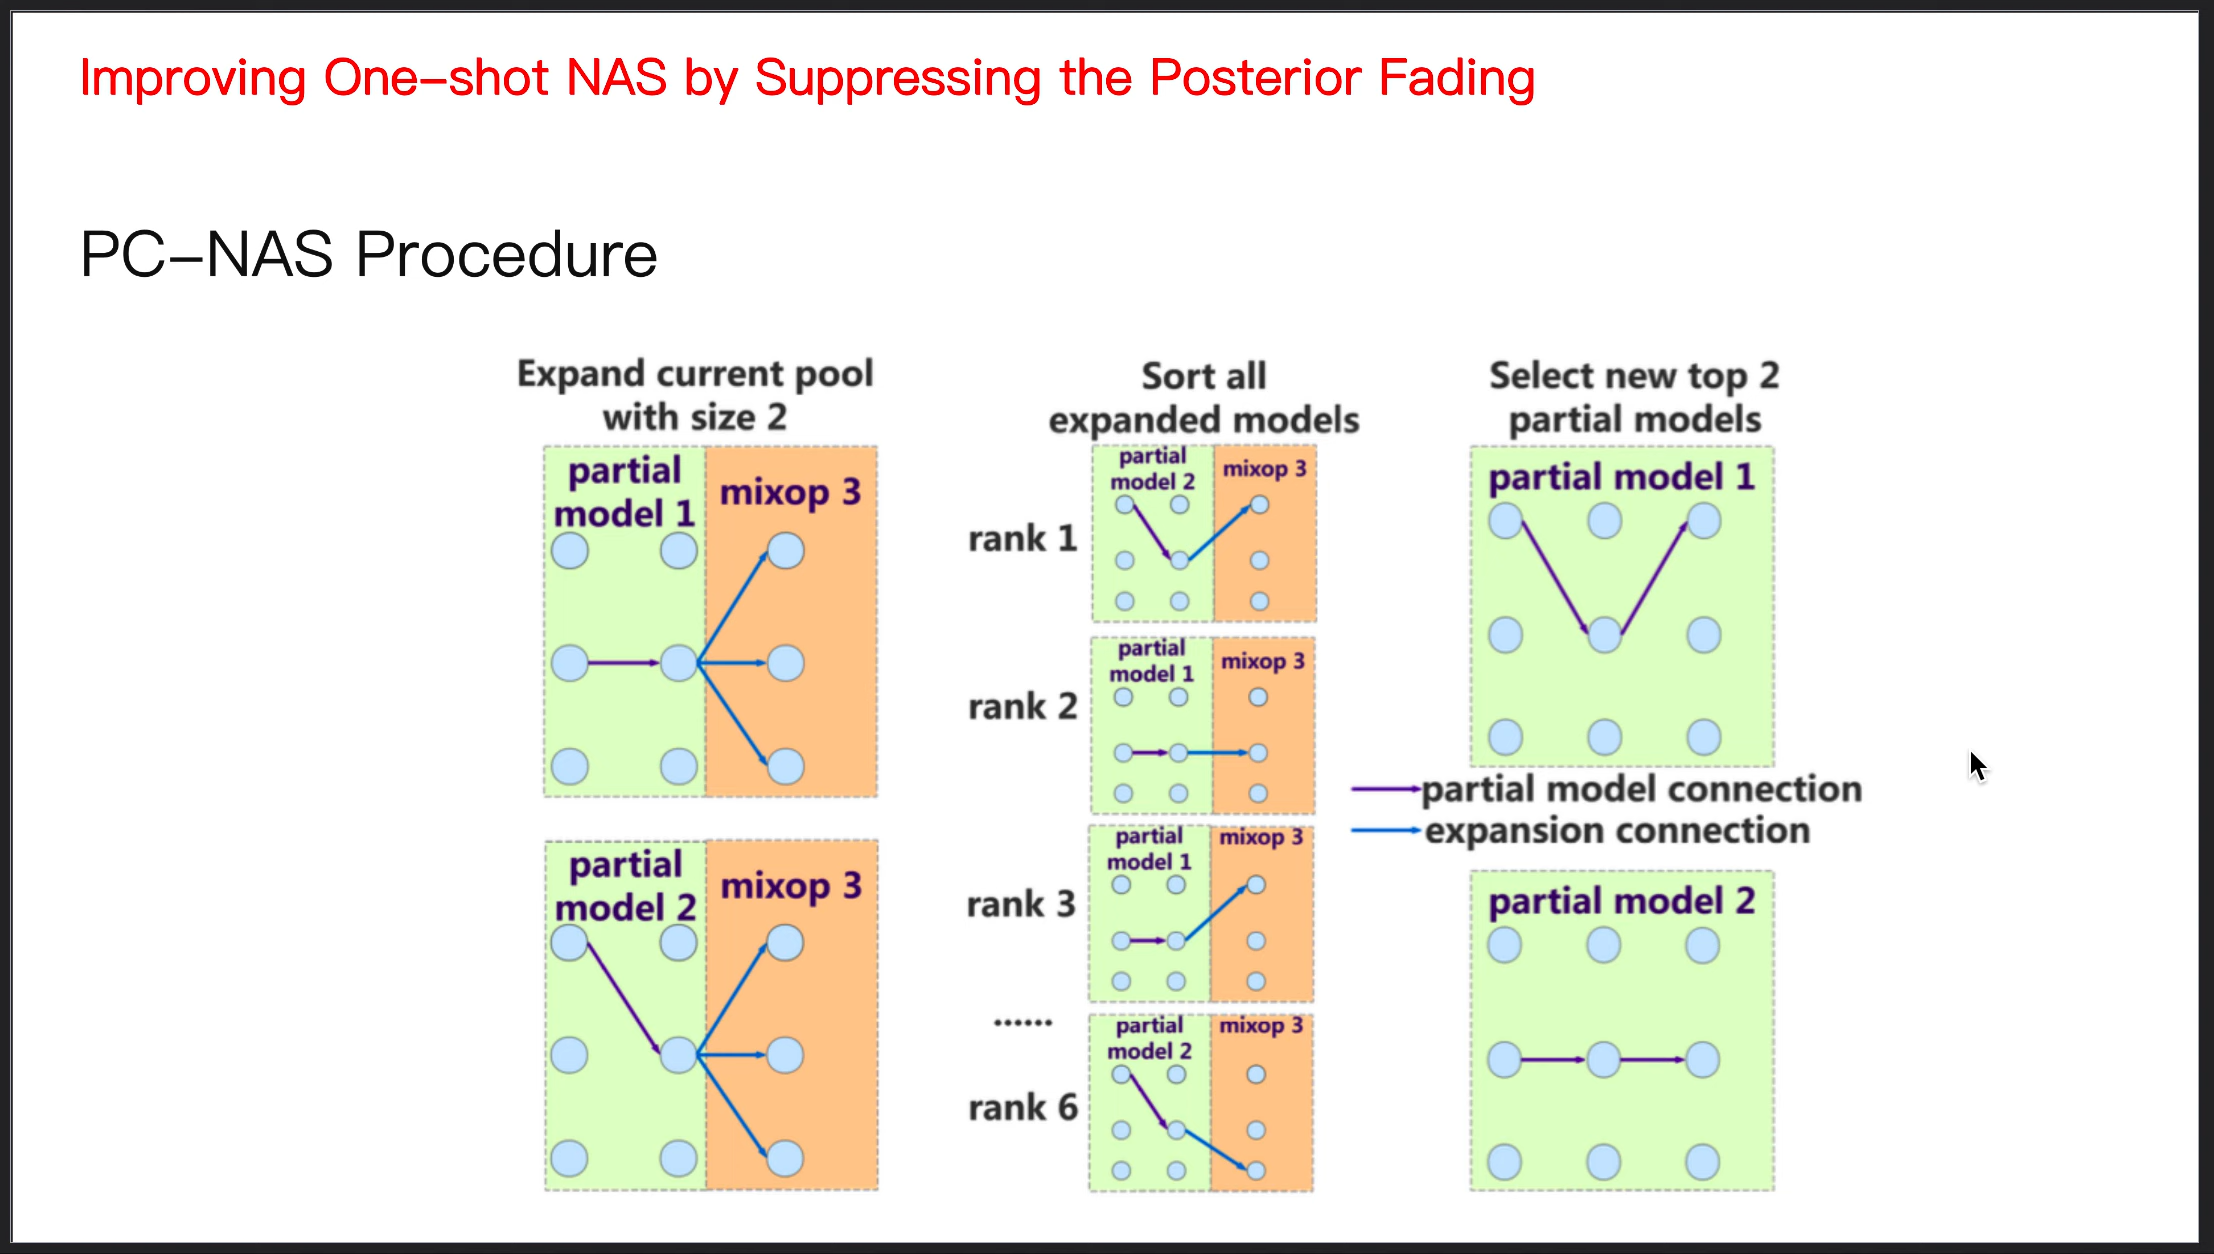 Improving One-shot NAS by Suppressing the Posterior Fading
PC-NAS Procedure
Expand current pool
with size 2
partial
model 1
mixop 3
partial
model 2
mixop 3
Sort all
expanded models
rank 1
partial
model 2
mixop 3
rank 2
partial
model 1
mixop 3
rank 3
partial
model 1
mixop 3
......
rank 6
partial
model 2
mixop 3
Select new top 2
partial models
partial model 1
partial model connection
expansion connection
partial model 2